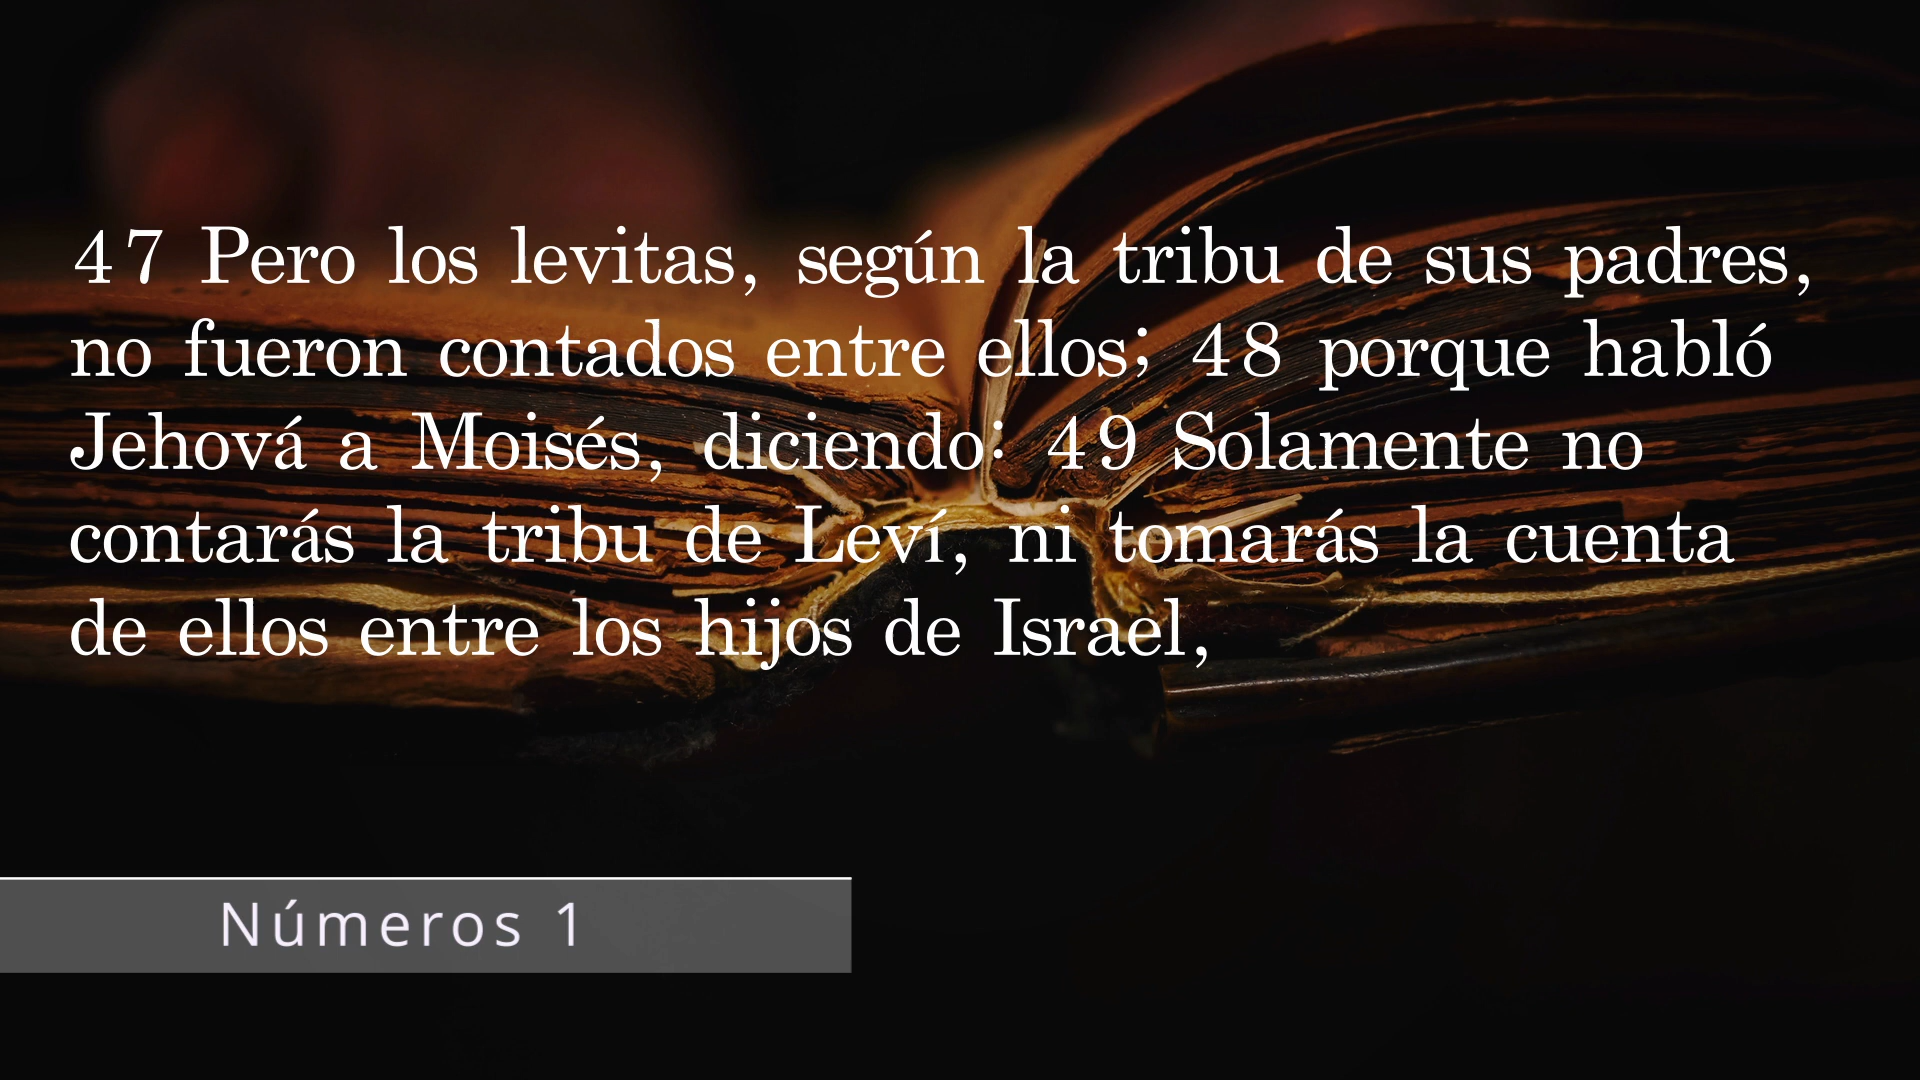 47 Pero los levitas, según la tribu de sus padres,
no fueron contados entre ellos; 48 porque habló
Jehová a Moisés, diciendo: 49 Solamente no
contarás la tribu de Leví, ni tomarás la cuenta
de ellos entre los hijos de Israel,
Números 1